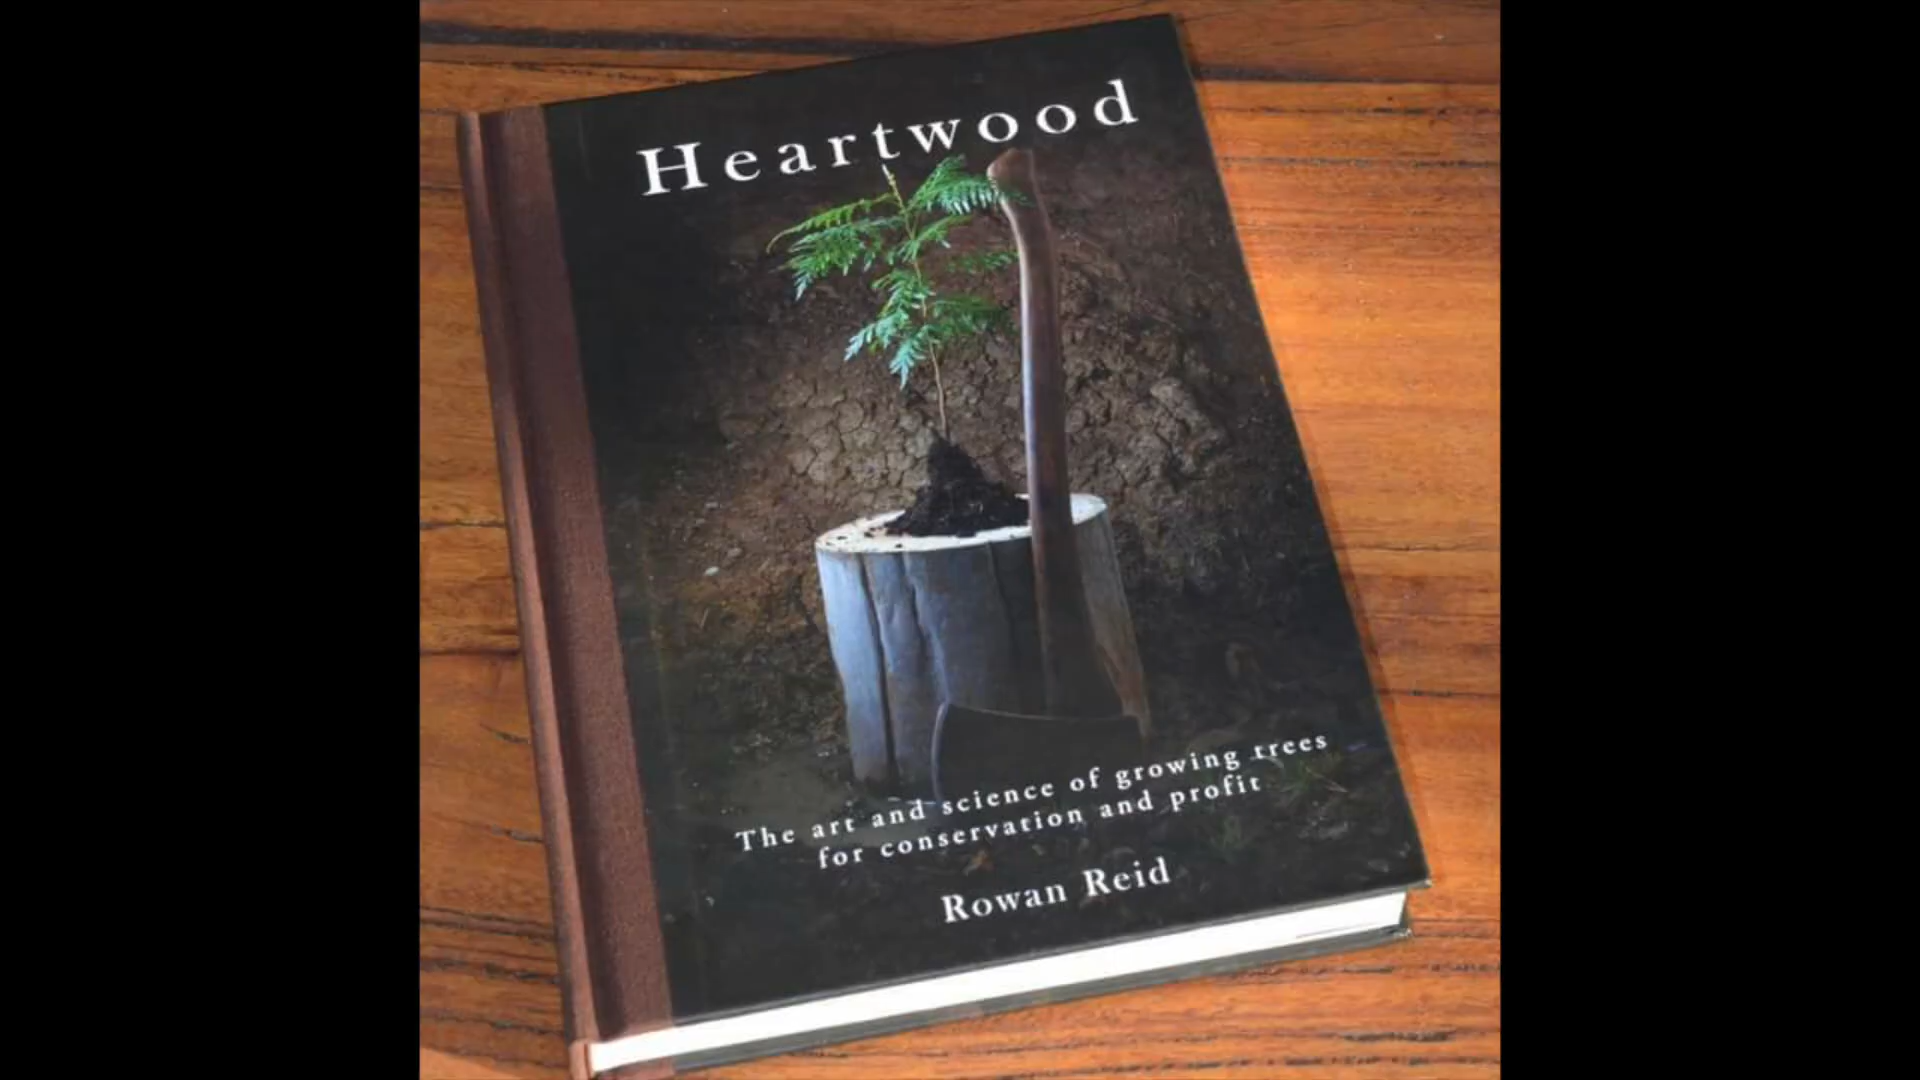 Heartwood
The art and science of growing trees
for conservation and profit
Rowan Reid